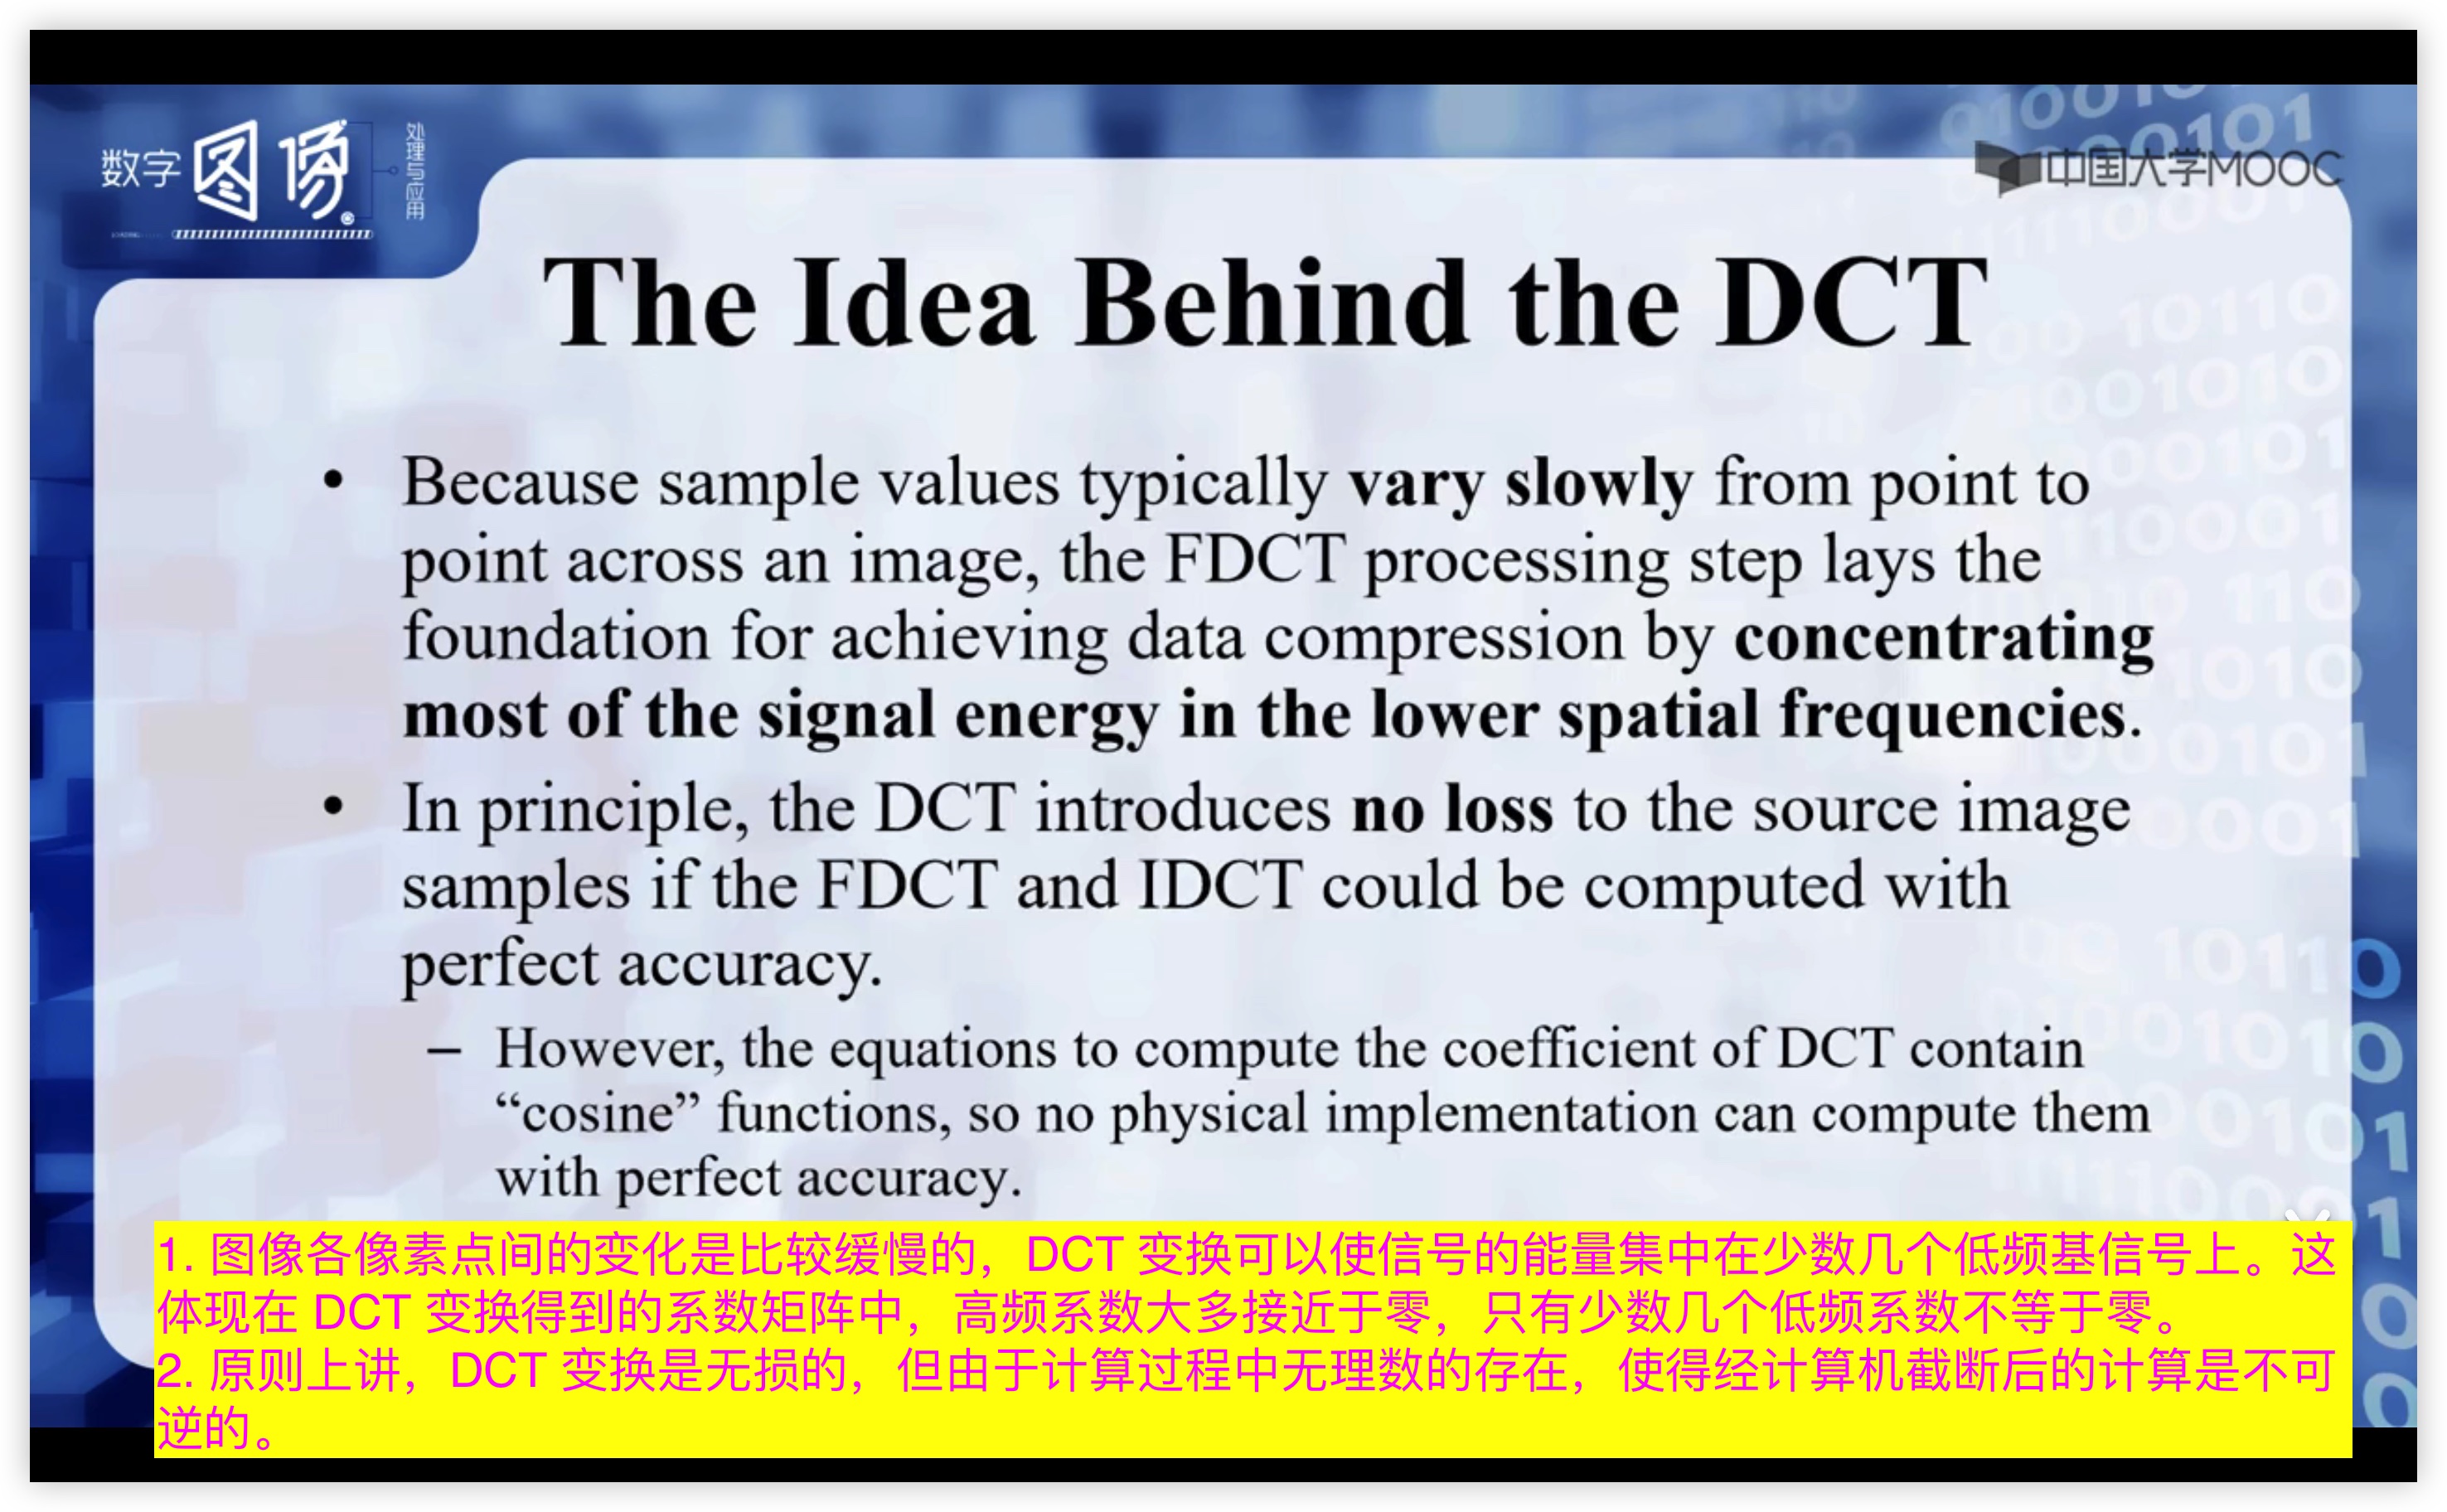 数字图像
处理与应用
中国大学MOOC
The Idea Behind the DCT
• Because sample values typically vary slowly from point to
point across an image, the FDCT processing step lays the
foundation for achieving data compression by concentrating
most of the signal energy in the lower spatial frequencies.
• In principle, the DCT introduces no loss to the source image
samples if the FDCT and IDCT could be computed with
perfect accuracy.
– However, the equations to compute the coefficient of DCT contain
“cosine” functions, so no physical implementation can compute them
with perfect accuracy.
1. 图像各像素点间的变化是比较缓慢的，DCT 变换可以使信号的能量集中在少数几个低频基信号上。这
体现在 DCT 变换得到的系数矩阵中，高频系数大多接近于零，只有少数几个低频系数不等于零。
2. 原则上讲，DCT 变换是无损的，但由于计算过程中无理数的存在，使得经计算机截断后的计算是不可
逆的。